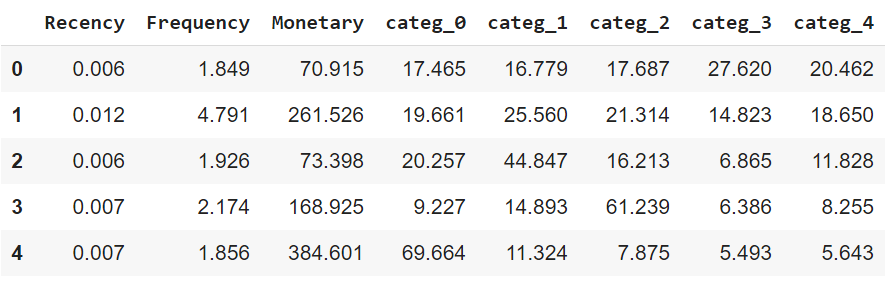 Recency Frequency Monetary categ_0 categ_1 categ_2 categ_3 categ_4
0 0.006 1.849 70.915 17.465 16.779 17.687 27.620 20.462
1 0.012 4.791 261.526 19.661 25.560 21.314 14.823 18.650
2 0.006 1.926 73.398 20.257 44.847 16.213 6.865 11.828
3 0.007 2.174 168.925 9.227 14.893 61.239 6.386 8.255
4 0.007 1.856 384.601 69.664 11.324 7.875 5.493 5.643